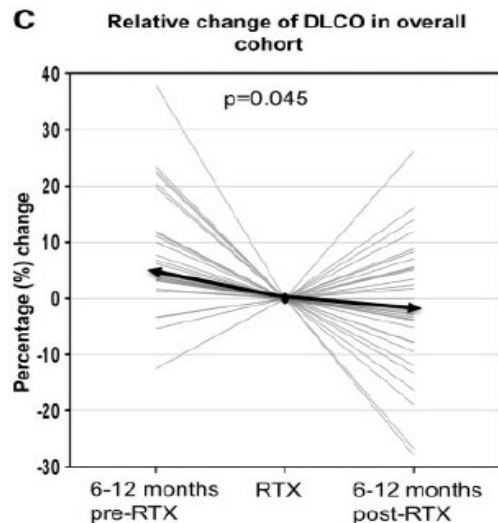 C
Relative change of DLCO in overall
cohort
p=0.045
Percentage (%) change
40
30
20
10
0
-10
-20
-30
6-12 months
pre-RTX
RTX
6-12 months
post-RTX